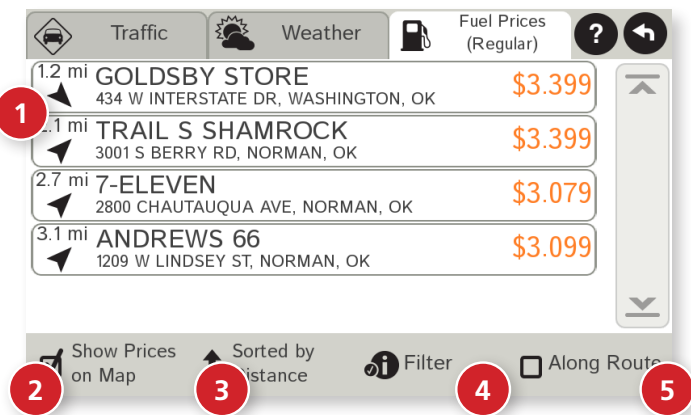 Traffic
Weather
Fuel Prices
(Regular)
?
1.2 mi
GOLDSBY STORE
434 W INTERSTATE DR, WASHINGTON, OK
$3.399
1
.1 mi
TRAIL S SHAMROCK
3001 S BERRY RD, NORMAN, OK
$3.399
2.7 mi
7-ELEVEN
2800 CHAUTAUQUA AVE, NORMAN, OK
$3.079
3.1 mi
ANDREWS 66
1209 W LINDSEY ST, NORMAN, OK
$3.099
Show Prices
on Map
Sorted by
Distance
Filter
Along Route
2
3
4
5